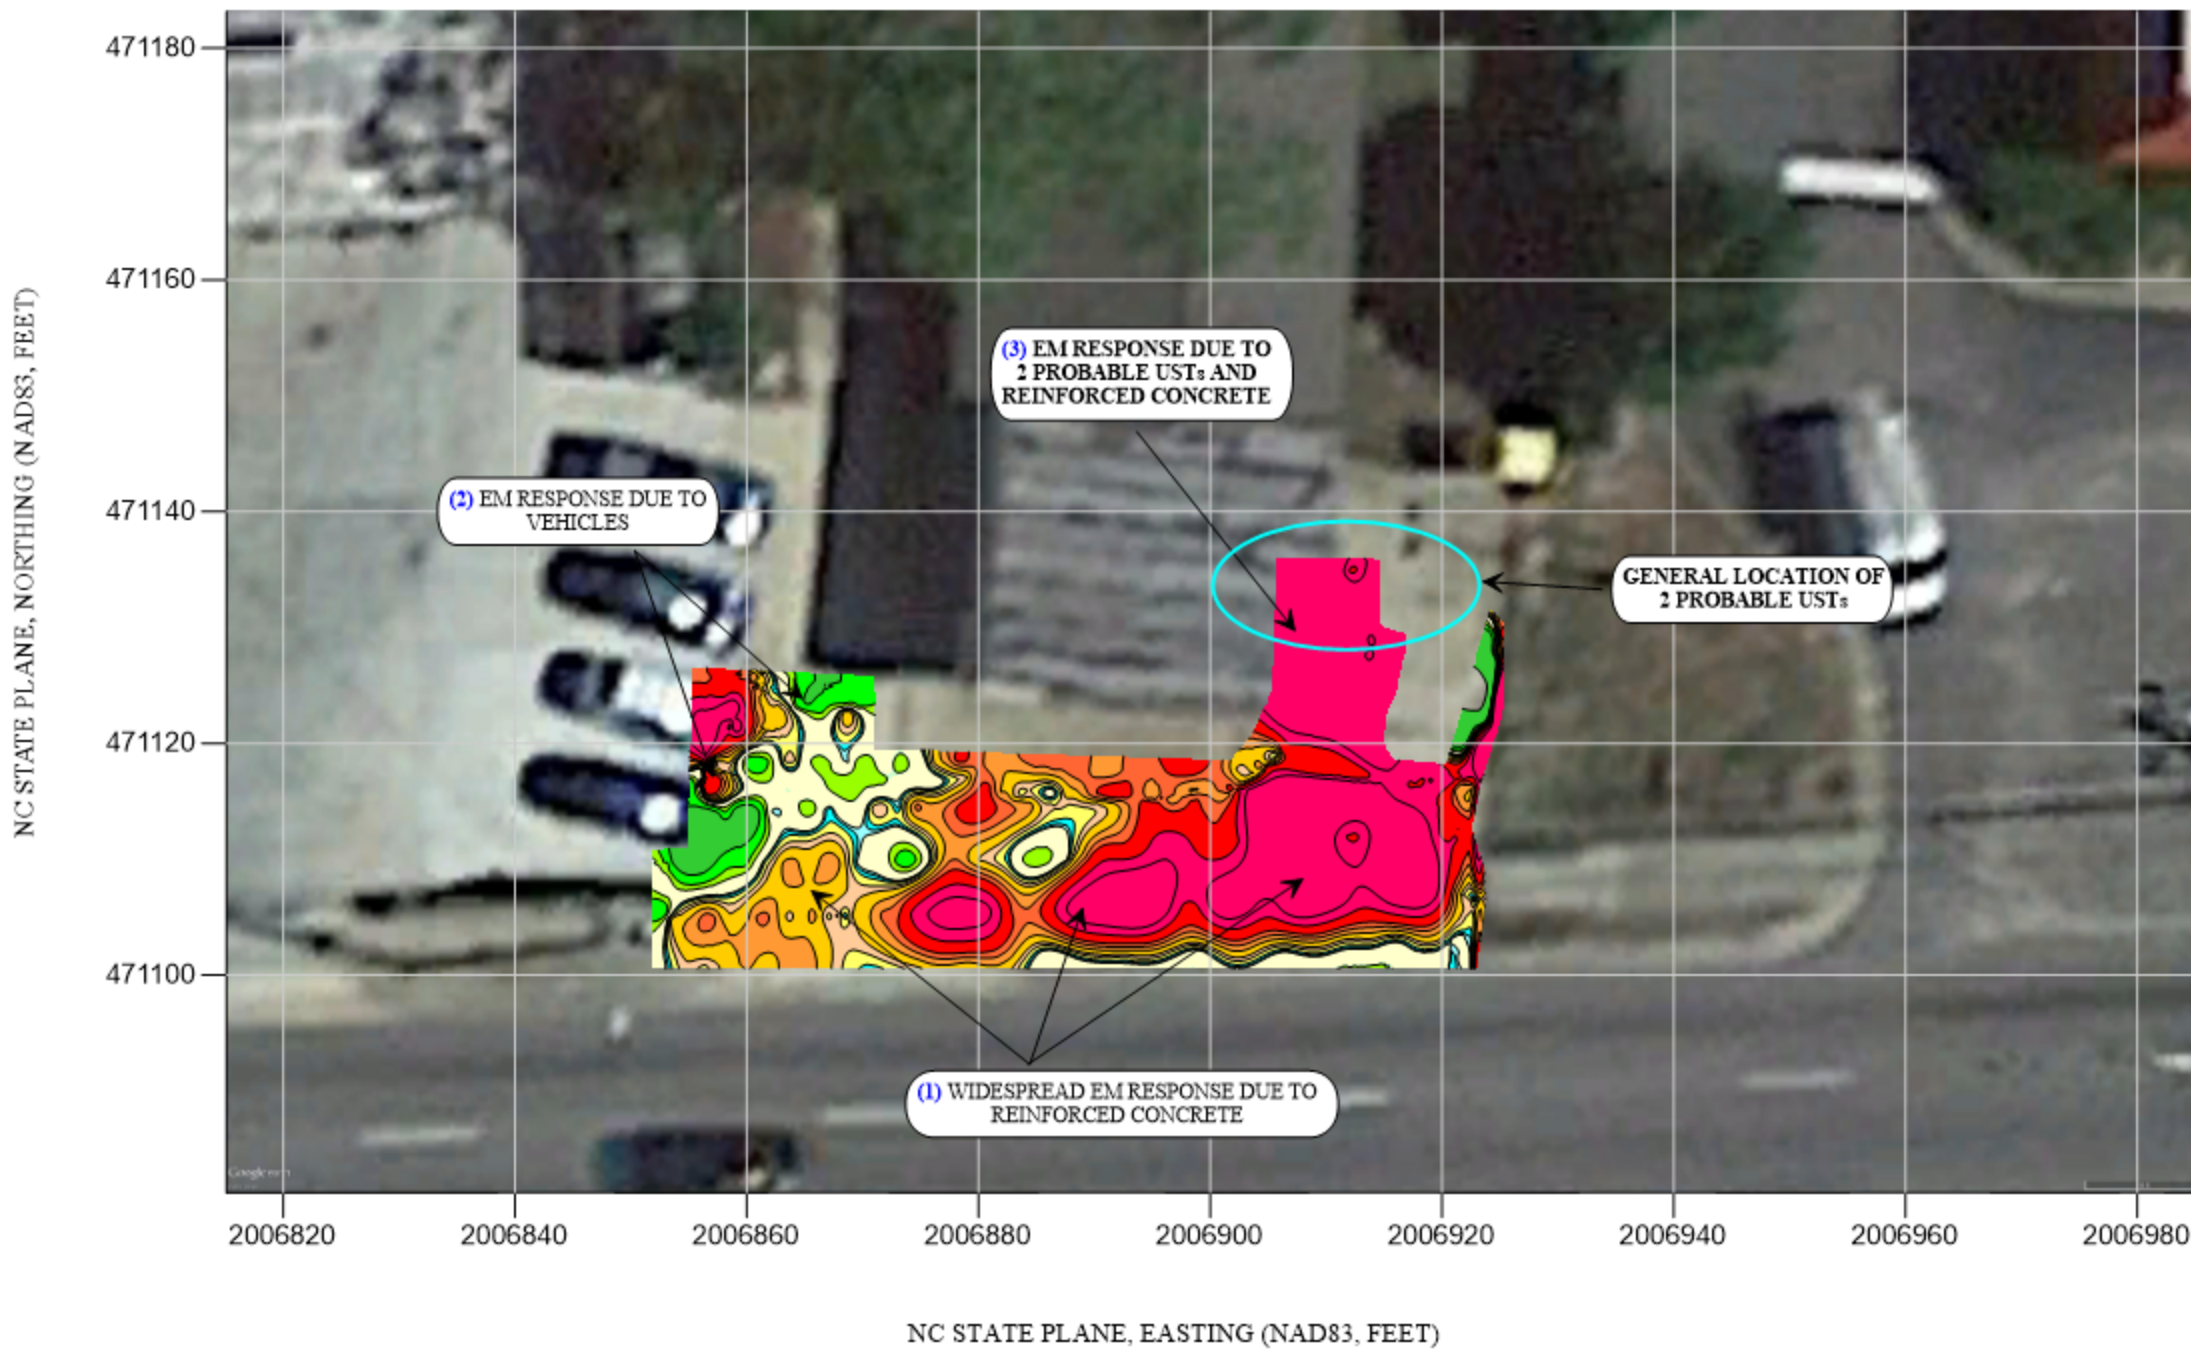 471180
471160
471140
471120
471100
NC STATE PLANE, NORTHING (NAD83, FEET)
(3) EM RESPONSE DUE TO
2 PROBABLE USTs AND
REINFORCED CONCRETE
(2) EM RESPONSE DUE TO
VEHICLES
GENERAL LOCATION OF
2 PROBABLE USTs
(1) WIDESPREAD EM RESPONSE DUE TO
REINFORCED CONCRETE
Google
2006820
2006840
2006860
2006880
2006900
2006920
2006940
2006960
2006980
NC STATE PLANE, EASTING (NAD83, FEET)